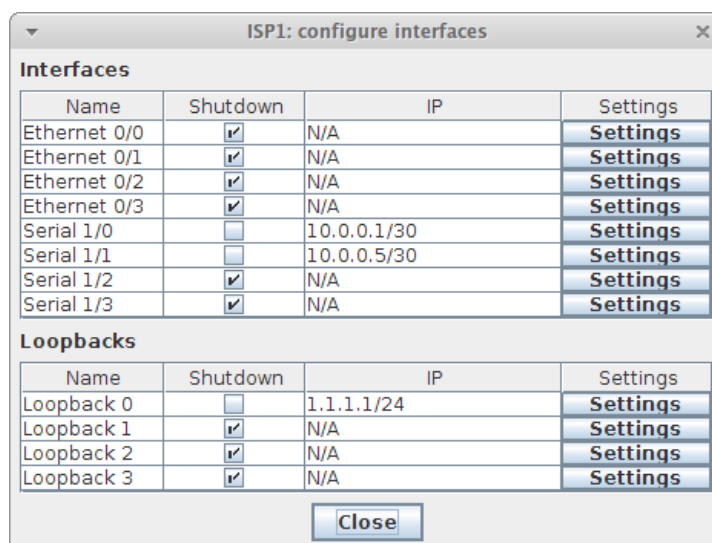 ISP1: configure interfaces
Interfaces
Name Shutdown IP Settings
Ethernet 0/0 N/A Settings
Ethernet 0/1 N/A Settings
Ethernet 0/2 N/A Settings
Ethernet 0/3 N/A Settings
Serial 1/0 10.0.0.1/30 Settings
Serial 1/1 10.0.0.5/30 Settings
Serial 1/2 N/A Settings
Serial 1/3 N/A Settings
Loopbacks
Name Shutdown IP Settings
Loopback 0 1.1.1.1/24 Settings
Loopback 1 N/A Settings
Loopback 2 N/A Settings
Loopback 3 N/A Settings
Close